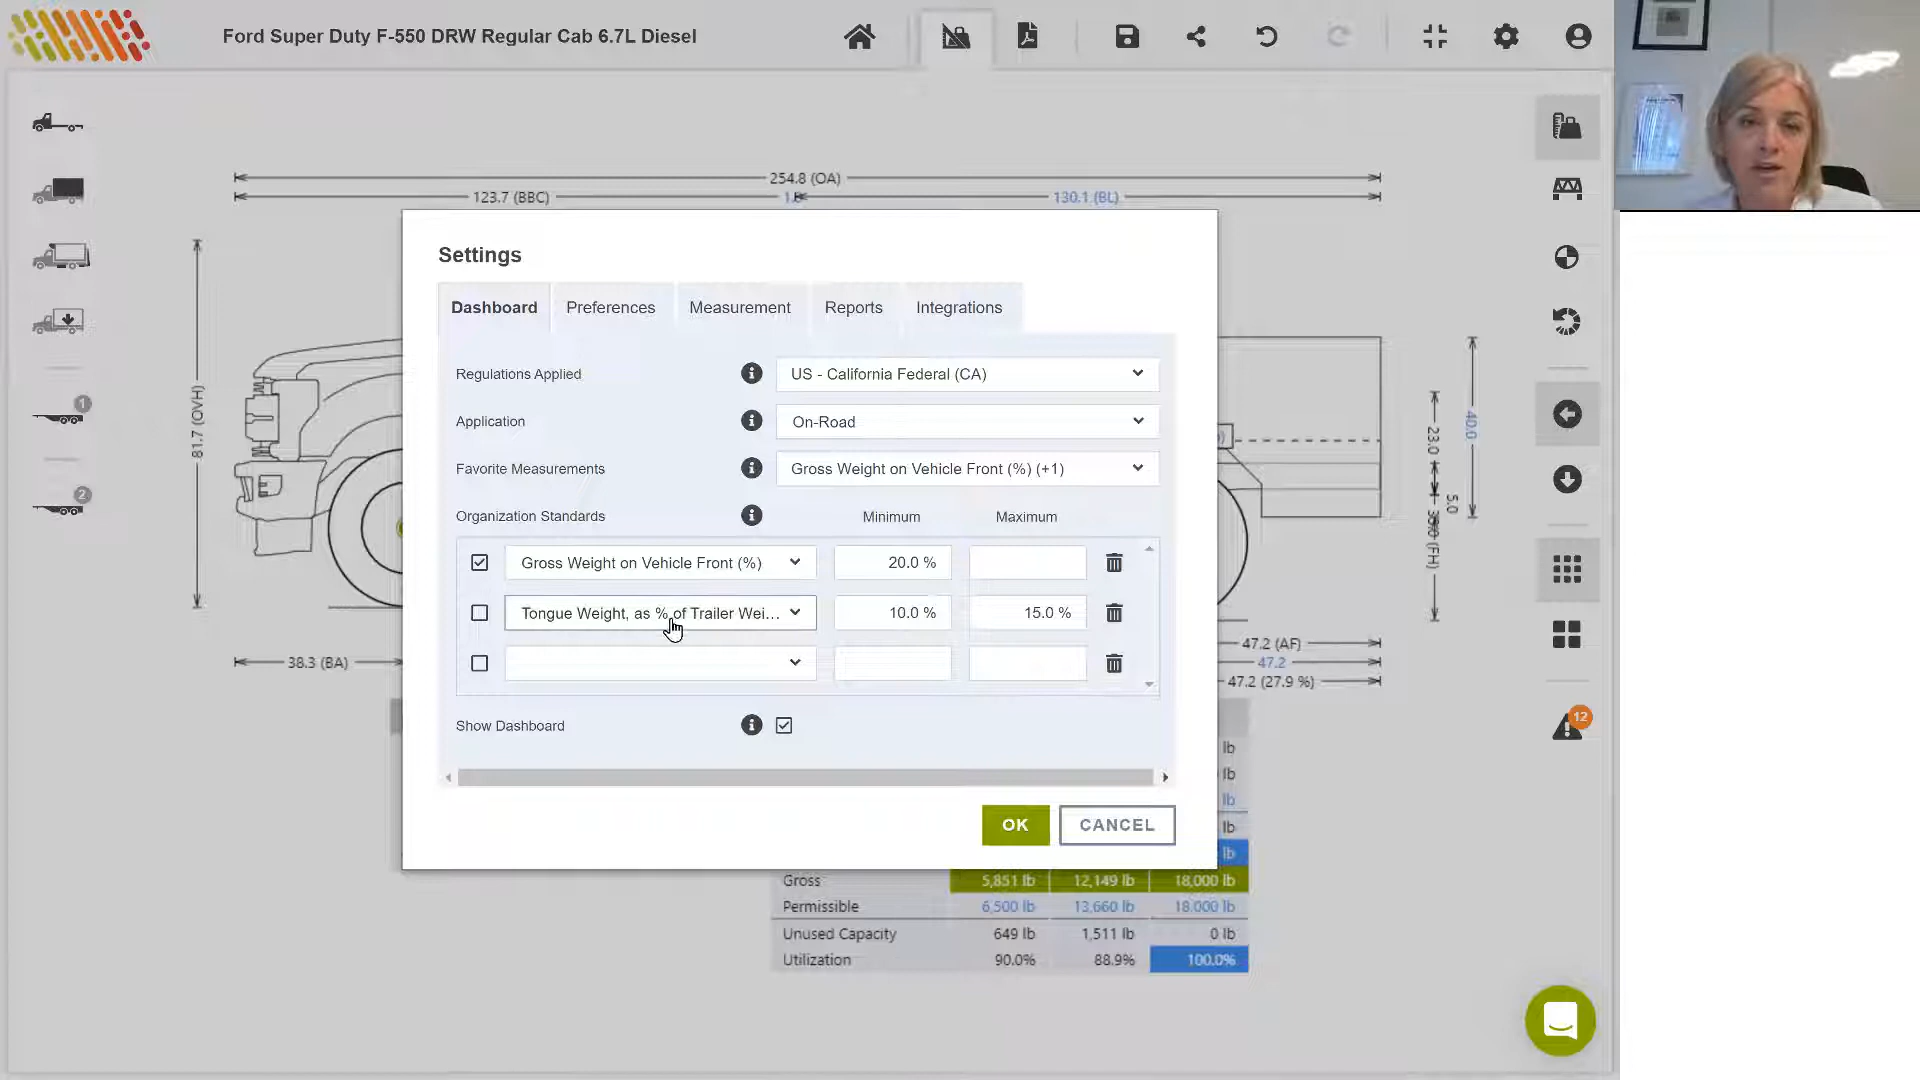 Ford Super Duty F-550 DRW Regular Cab 6.7L Diesel
254.8 (OA)
123.7 (BBC)
130.1 (BL)
81.7 (OVH)
38.3 (BA)
1
2
Settings
Dashboard
Preferences
Measurement
Reports
Integrations
Regulations Applied
US - California Federal (CA)
Application
On-Road
Favorite Measurements
Gross Weight on Vehicle Front (%) (+1)
Organization Standards
Minimum
Maximum
Gross Weight on Vehicle Front (%)
20.0 %
Tongue Weight, as % of Trailer Wei...
10.0 %
15.0 %
Show Dashboard
OK
CANCEL
40.0
23.0
5.0
(FH)
47.2 (AF)
47.2
47.2 (27.9 %)
12
lb
lb
lb
lb
lb
Gross 5,851 lb 12,149 lb 18,000 lb
Permissible 6,500 lb 13,660 lb 18,000 lb
Unused Capacity 649 lb 1,511 lb 0 lb
Utilization 90.0% 88.9% 100.0%